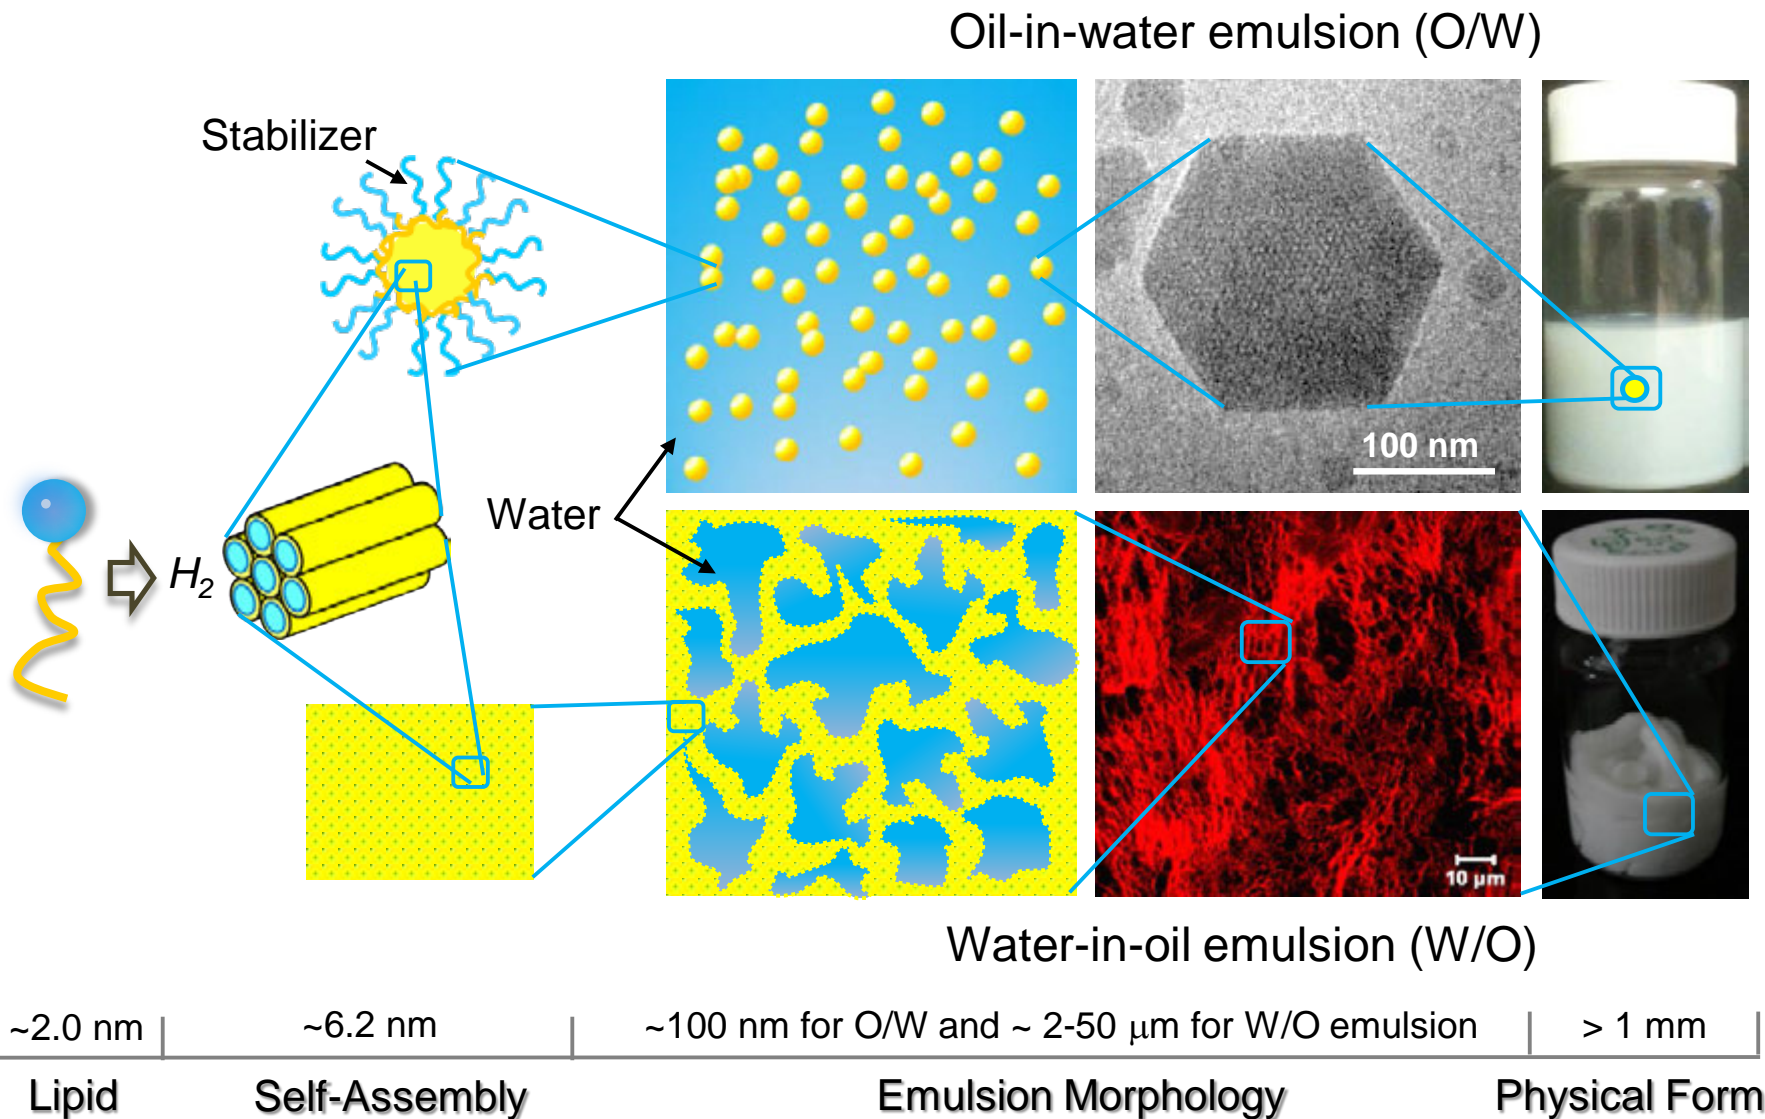 Oil-in-water emulsion (O/W)
Stabilizer
100 nm
Water
H2
10 µm
Water-in-oil emulsion (W/O)
~2.0 nm
~6.2 nm
~100 nm for O/W and ~ 2-50 µm for W/O emulsion
> 1 mm
Lipid
Self-Assembly
Emulsion Morphology
Physical Form